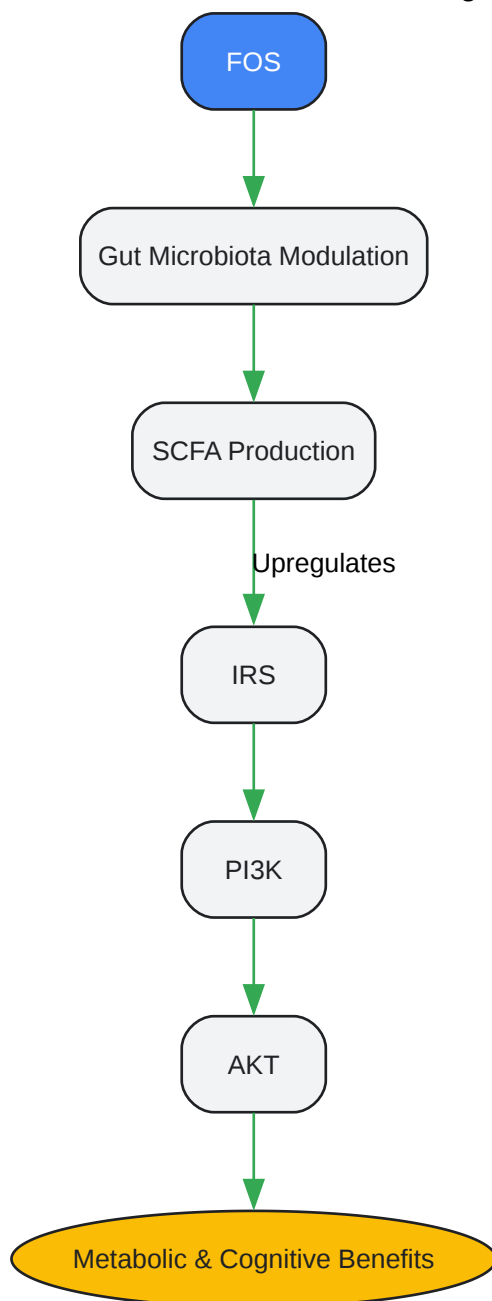 FOS
Gut Microbiota Modulation
SCFA Production
Upregulates
IRS
PI3K
AKT
Metabolic & Cognitive Benefits